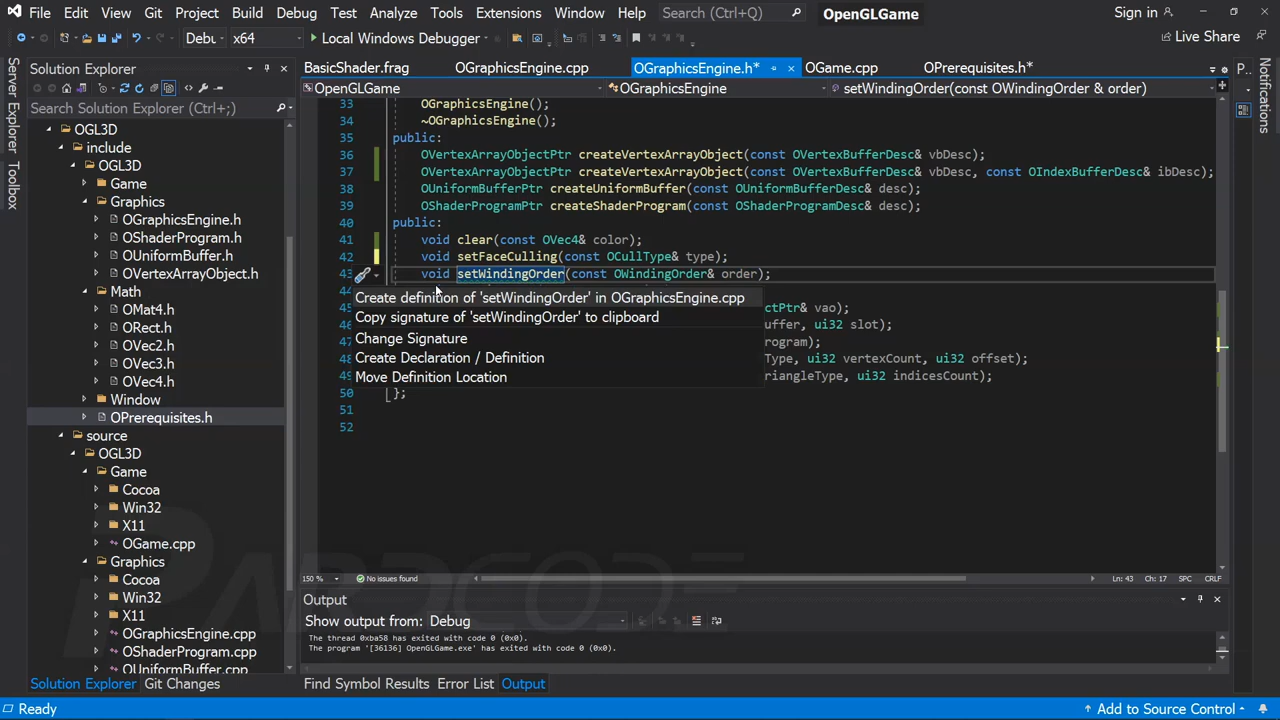 File Edit View Git Project Build Debug Test Analyze Tools Extensions Window Help Search (Ctrl+Q) OpenGLGame Sign in
Debu x64 Local Windows Debugger Live Share
Server Explorer
Toolbox
Solution Explorer
Search Solution Explorer (Ctrl+;)
OGL3D
include
OGL3D
Game
Graphics
OGraphicsEngine.h
OShaderProgram.h
OUniformBuffer.h
OVertexArrayObject.h
Math
OMat4.h
ORect.h
OVec2.h
OVec3.h
OVec4.h
Window
OPrerequisites.h
source
OGL3D
Game
Cocoa
Win32
X11
OGame.cpp
Graphics
Cocoa
Win32
X11
OGraphicsEngine.cpp
OShaderProgram.cpp
OUniformBuffer.cpp
Solution Explorer Git Changes
BasicShader.frag OGraphicsEngine.cpp OGraphicsEngine.h* OGame.cpp OPrerequisites.h*
OpenGLGame OGraphicsEngine setWindingOrder(const OWindingOrder & order)
33 OGraphicsEngine();
34 ~OGraphicsEngine();
35 public:
36 OVertexArrayObjectPtr createVertexArrayObject(const OVertexBufferDesc& vbDesc);
37 OVertexArrayObjectPtr createVertexArrayObject(const OVertexBufferDesc& vbDesc, const OIndexBufferDesc& ibDesc);
38 OUniformBufferPtr createUniformBuffer(const OUniformBufferDesc& desc);
39 OShaderProgramPtr createShaderProgram(const OShaderProgramDesc& desc);
40 public:
41 void clear(const OVec4& color);
42 void setFaceCulling(const OCullType& type);
43 void setWindingOrder(const OWindingOrder& order);
Create definition of 'setWindingOrder' in OGraphicsEngine.cpp
Copy signature of 'setWindingOrder' to clipboard
Change Signature
Create Declaration / Definition
Move Definition Location
44
45 ctPtr& vao);
46 uffer, ui32 slot);
47 rogram);
48 Type, ui32 vertexCount, ui32 offset);
49 riangleType, ui32 indicesCount);
50 };
51
52
150 % No issues found Ln: 43 Ch: 17 SPC CRLF
Output
Show output from: Debug
The thread 0xba58 has exited with code 0 (0x0).
The program '[36136] OpenGLGame.exe' has exited with code 0 (0x0).
Find Symbol Results Error List Output
P...
Notifications
PARDCODE
Ready Add to Source Control